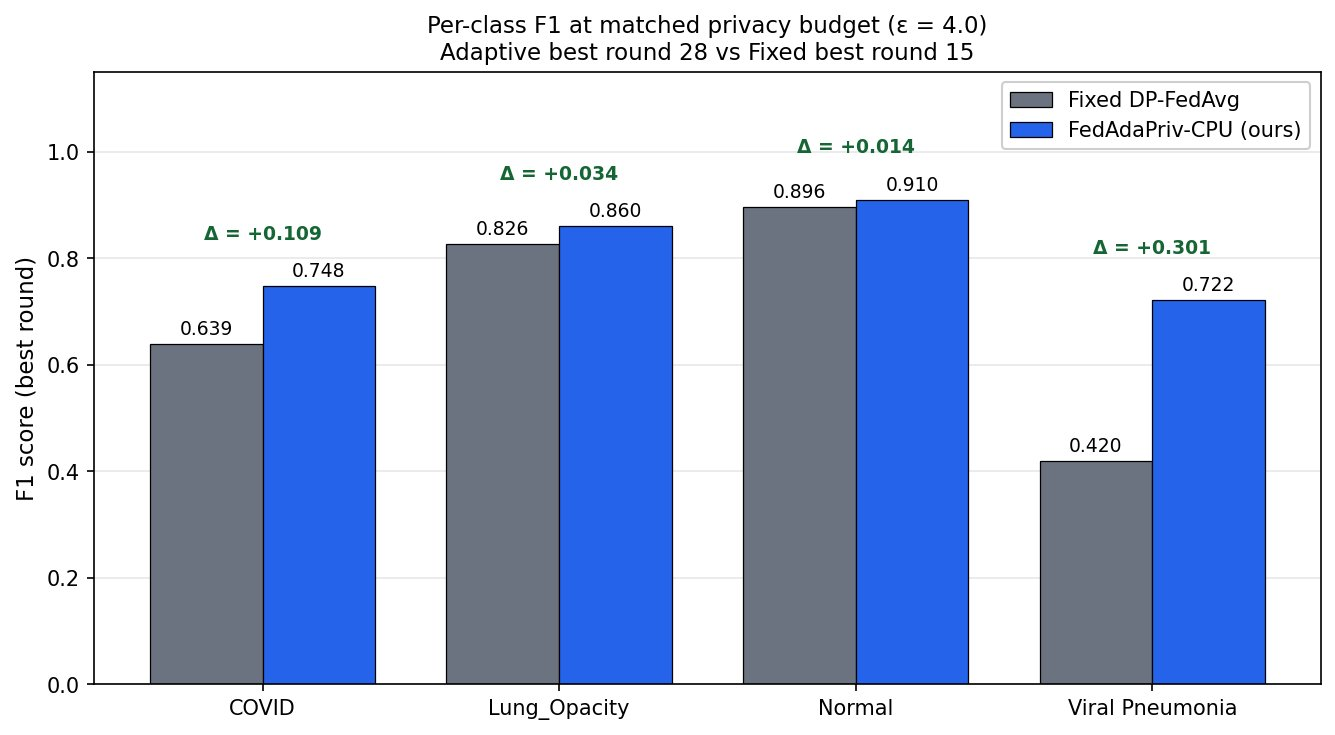 Per-class F1 at matched privacy budget (ε = 4.0)
Adaptive best round 28 vs Fixed best round 15
Fixed DP-FedAvg
FedAdaPriv-CPU (ours)
F1 score (best round)
1.0
0.8
0.6
0.4
0.2
0.0
Δ = +0.109
0.639
0.748
Δ = +0.034
0.826
0.860
Δ = +0.014
0.896
0.910
Δ = +0.301
0.420
0.722
COVID
Lung_Opacity
Normal
Viral Pneumonia